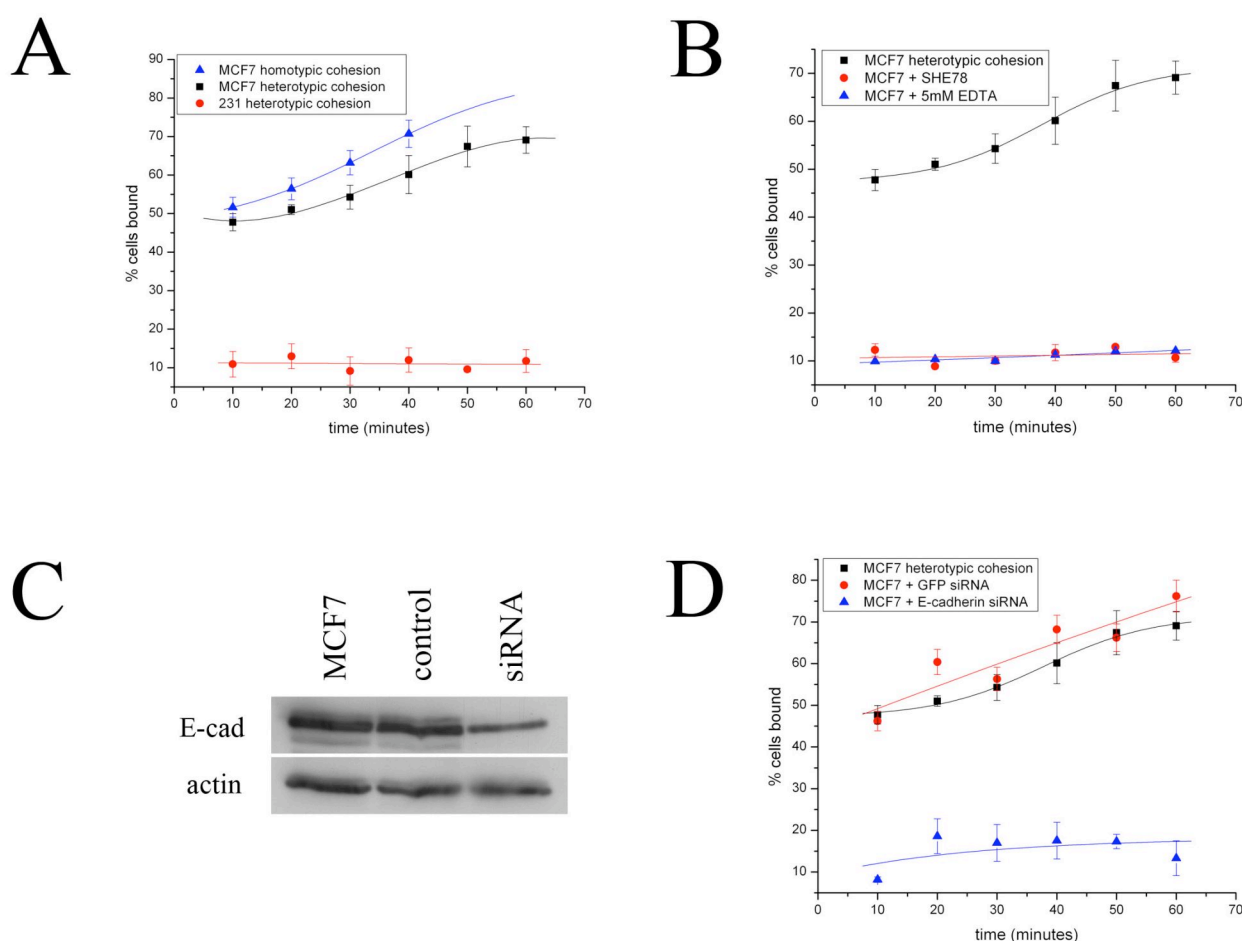 A
MCF7 homotypic cohesion
MCF7 heterotypic cohesion
231 heterotypic cohesion
% cells bound
90
80
70
60
50
40
30
20
10
0 10 20 30 40 50 60 70
time (minutes)
B
MCF7 heterotypic cohesion
MCF7 + SHE78
MCF7 + 5mM EDTA
% cells bound
70
60
50
40
30
20
10
0 10 20 30 40 50 60 70
time (minutes)
C
MCF7
control
siRNA
E-cad
actin
D
MCF7 heterotypic cohesion
MCF7 + GFP siRNA
MCF7 + E-cadherin siRNA
% cells bound
80
70
60
50
40
30
20
10
0 10 20 30 40 50 60 70
time (minutes)